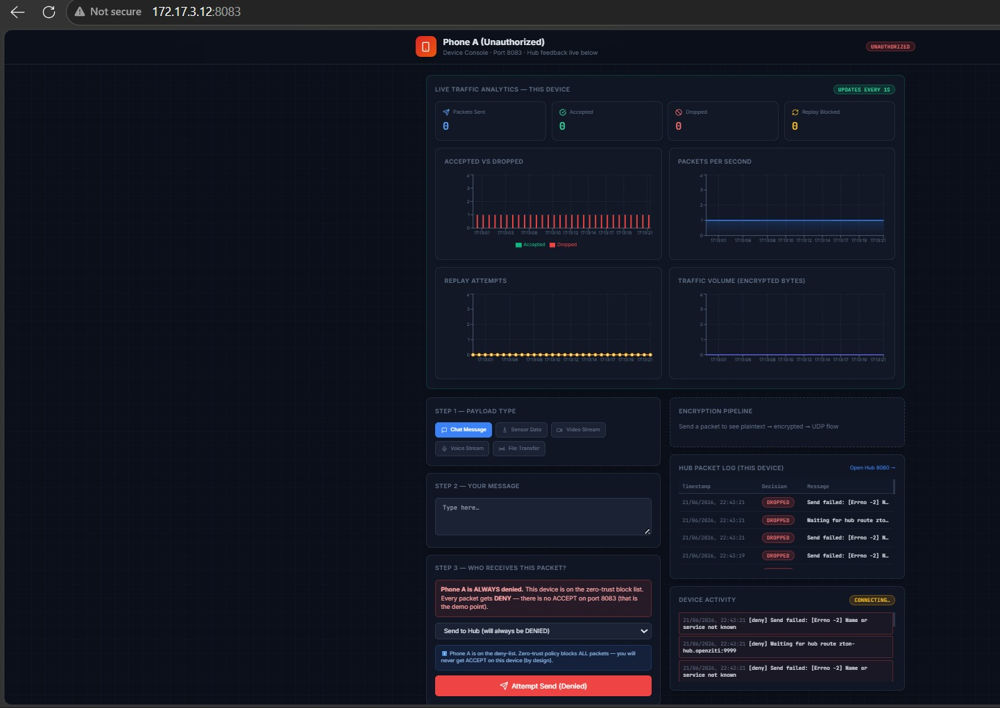 Not secure 172.17.3.12:8083
Phone A (Unauthorized)
Device Console · Port 8083 · Hub feedback live below
UNAUTHORIZED
LIVE TRAFFIC ANALYTICS — THIS DEVICE
UPDATES EVERY 1S
Packets Sent
0
Accepted
0
Dropped
0
Replay Blocked
0
ACCEPTED VS DROPPED
4
3
2
1
0
17:13:01 17:13:03 17:13:08 17:13:10 17:13:12 17:13:14 17:13:17 17:13:19 17:13:21
Accepted Dropped
PACKETS PER SECOND
4
3
2
1
0
17:13:01 17:13:06 17:13:08 17:13:10 17:13:12 17:13:14 17:13:17 17:13:19 17:13:21
REPLAY ATTEMPTS
4
3
2
1
0
17:13:01 17:13:06 17:13:08 17:13:10 17:13:12 17:13:14 17:13:17 17:13:19 17:13:21
TRAFFIC VOLUME (ENCRYPTED BYTES)
4
3
2
1
0
17:13:01 17:13:06 17:13:08 17:13:10 17:13:12 17:13:14 17:13:17 17:13:19 17:13:21
STEP 1 — PAYLOAD TYPE
Chat Message Sensor Data Video Stream
Voice Stream File Transfer
STEP 2 — YOUR MESSAGE
Type here…
STEP 3 — WHO RECEIVES THIS PACKET?
Phone A is ALWAYS denied. This device is on the zero-trust block list.
Every packet gets DENY — there is no ACCEPT on port 8083 (that is
the demo point).
Send to Hub (will always be DENIED)
Phone A is on the deny-list. Zero-trust policy blocks ALL packets — you will
never get ACCEPT on this device (by design).
Attempt Send (Denied)
ENCRYPTION PIPELINE
Send a packet to see plaintext → encrypted → UDP flow
HUB PACKET LOG (THIS DEVICE)
Open Hub 8080 →
Timestamp Decision Message
21/06/2026, 22:43:21 DROPPED Send failed: [Errno -2] N…
21/06/2026, 22:43:21 DROPPED Waiting for hub route zto…
21/06/2026, 22:43:21 DROPPED Send failed: [Errno -2] N…
21/06/2026, 22:43:19 DROPPED Send failed: [Errno -2] N…
DEVICE ACTIVITY
CONNECTING…
21/06/2026, 22:43:21 [deny] Send failed: [Errno -2] Name or
service not known
21/06/2026, 22:43:21 [deny] Waiting for hub route zton-
hub.openziti:9999
21/06/2026, 22:43:21 [deny] Send failed: [Errno -2] Name or
service not known